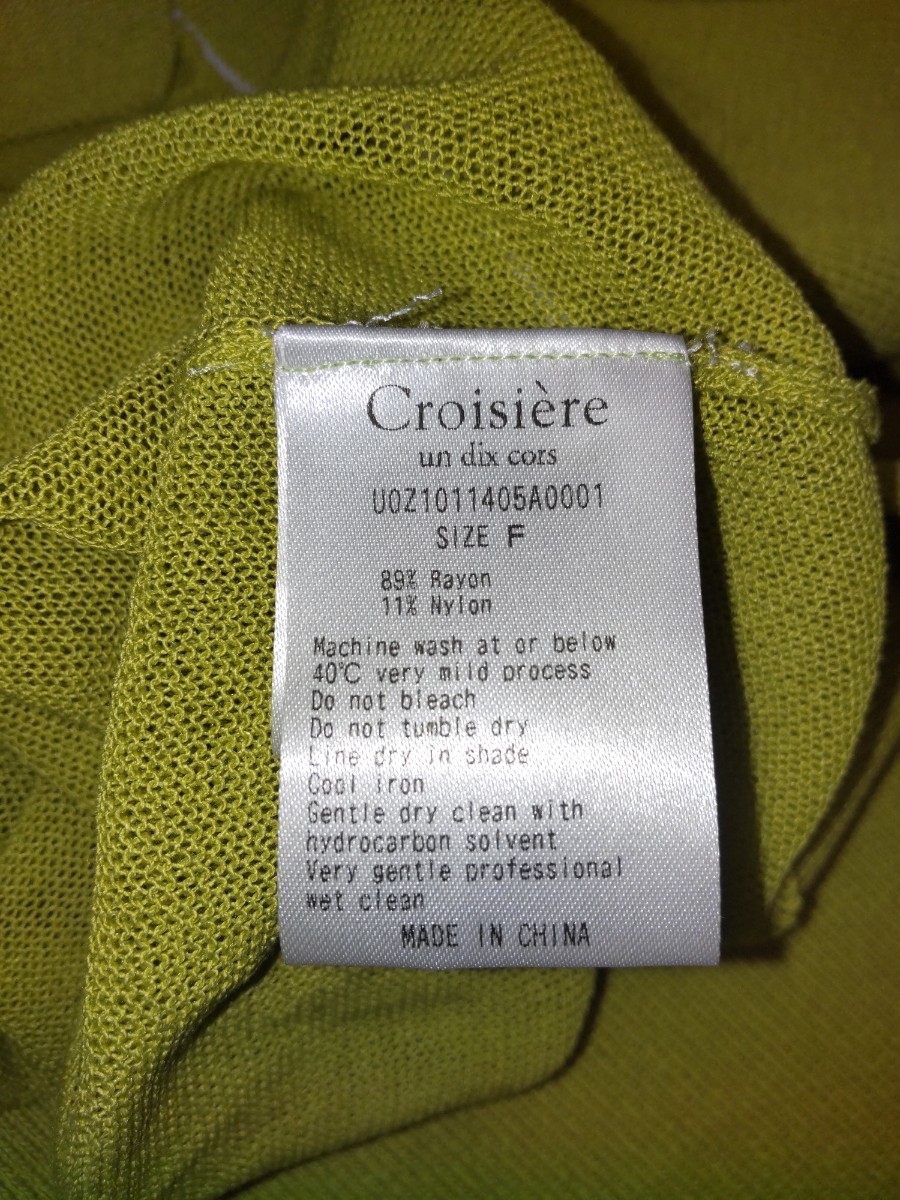 Croisière
un dix cors
U0Z1011405A0001
SIZE F
89% Rayon
11% Nylon
Machine wash at or below
40℃ very mild process
Do not bleach
Do not tumble dry
Line dry in shade
Cool iron
Gentle dry clean with
hydrocarbon solvent
Very gentle professional
wet clean
MADE IN CHINA